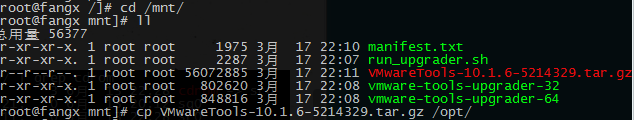 root@fangx /]# cd /mnt/
root@fangx mnt]# ll
总用量 56377
r-xr-xr-x. 1 root root 1975 3月 17 22:10 manifest.txt
r-xr-xr-x. 1 root root 2287 3月 17 22:07 run_upgrader.sh
r--r--r--. 1 root root 56072885 3月 17 22:11 VMwareTools-10.1.6-5214329.tar.gz
r-xr-xr-x. 1 root root 802620 3月 17 22:08 vmware-tools-upgrader-32
r-xr-xr-x. 1 root root 848816 3月 17 22:08 vmware-tools-upgrader-64
root@fangx mnt]# cp VMwareTools-10.1.6-5214329.tar.gz /opt/